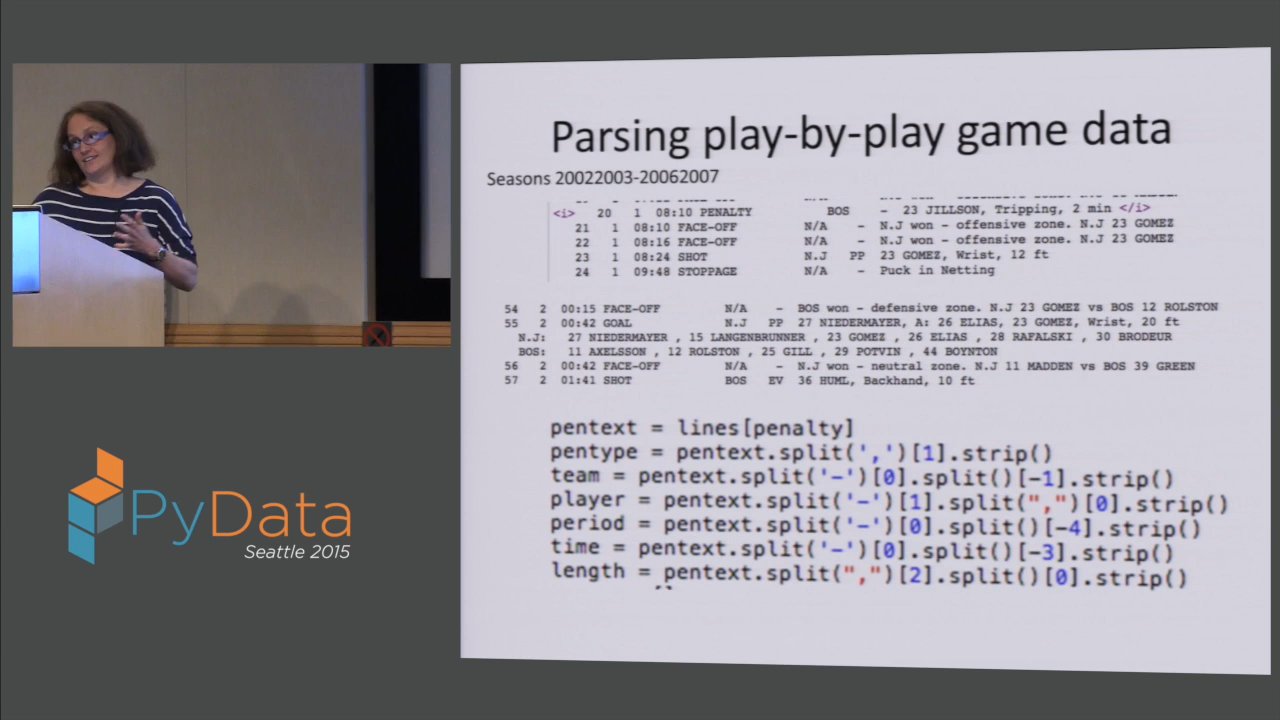 Parsing play-by-play game data
Seasons 20022003-20062007
<i> 20 1 08:10 PENALTY BOS - 23 JILLSON, Tripping, 2 min </i>
21 1 08:10 FACE-OFF N/A - N.J won - offensive zone. N.J 23 GOMEZ
22 1 08:16 FACE-OFF N/A - N.J won - offensive zone. N.J 23 GOMEZ
23 1 08:24 SHOT N.J PP 23 GOMEZ, Wrist, 12 ft
24 1 09:48 STOPPAGE N/A - Puck in Netting
54 2 00:15 FACE-OFF N/A - BOS won - defensive zone. N.J 23 GOMEZ vs BOS 12 ROLSTON
55 2 00:42 GOAL N.J PP 27 NIEDERMAYER, A: 26 ELIAS, 23 GOMEZ, Wrist, 20 ft
N.J: 27 NIEDERMAYER , 15 LANGENBRUNNER , 23 GOMEZ , 26 ELIAS , 28 RAFALSKI , 30 BRODEUR
BOS: 11 AXELSSON , 12 ROLSTON , 25 GILL , 29 POTVIN , 44 BOYNTON
56 2 00:42 FACE-OFF N/A - N.J won - neutral zone. N.J 11 MADDEN vs BOS 39 GREEN
57 2 01:41 SHOT BOS EV 36 HUML, Backhand, 10 ft
pentext = lines[penalty]
pentype = pentext.split(',')[1].strip()
team = pentext.split('-')[0].split()[-1].strip()
player = pentext.split('-')[1].split(",")[0].strip()
period = pentext.split('-')[0].split()[-4].strip()
time = pentext.split('-')[0].split()[-3].strip()
length = pentext.split(",")[2].split()[0].strip()
PyData
Seattle 2015